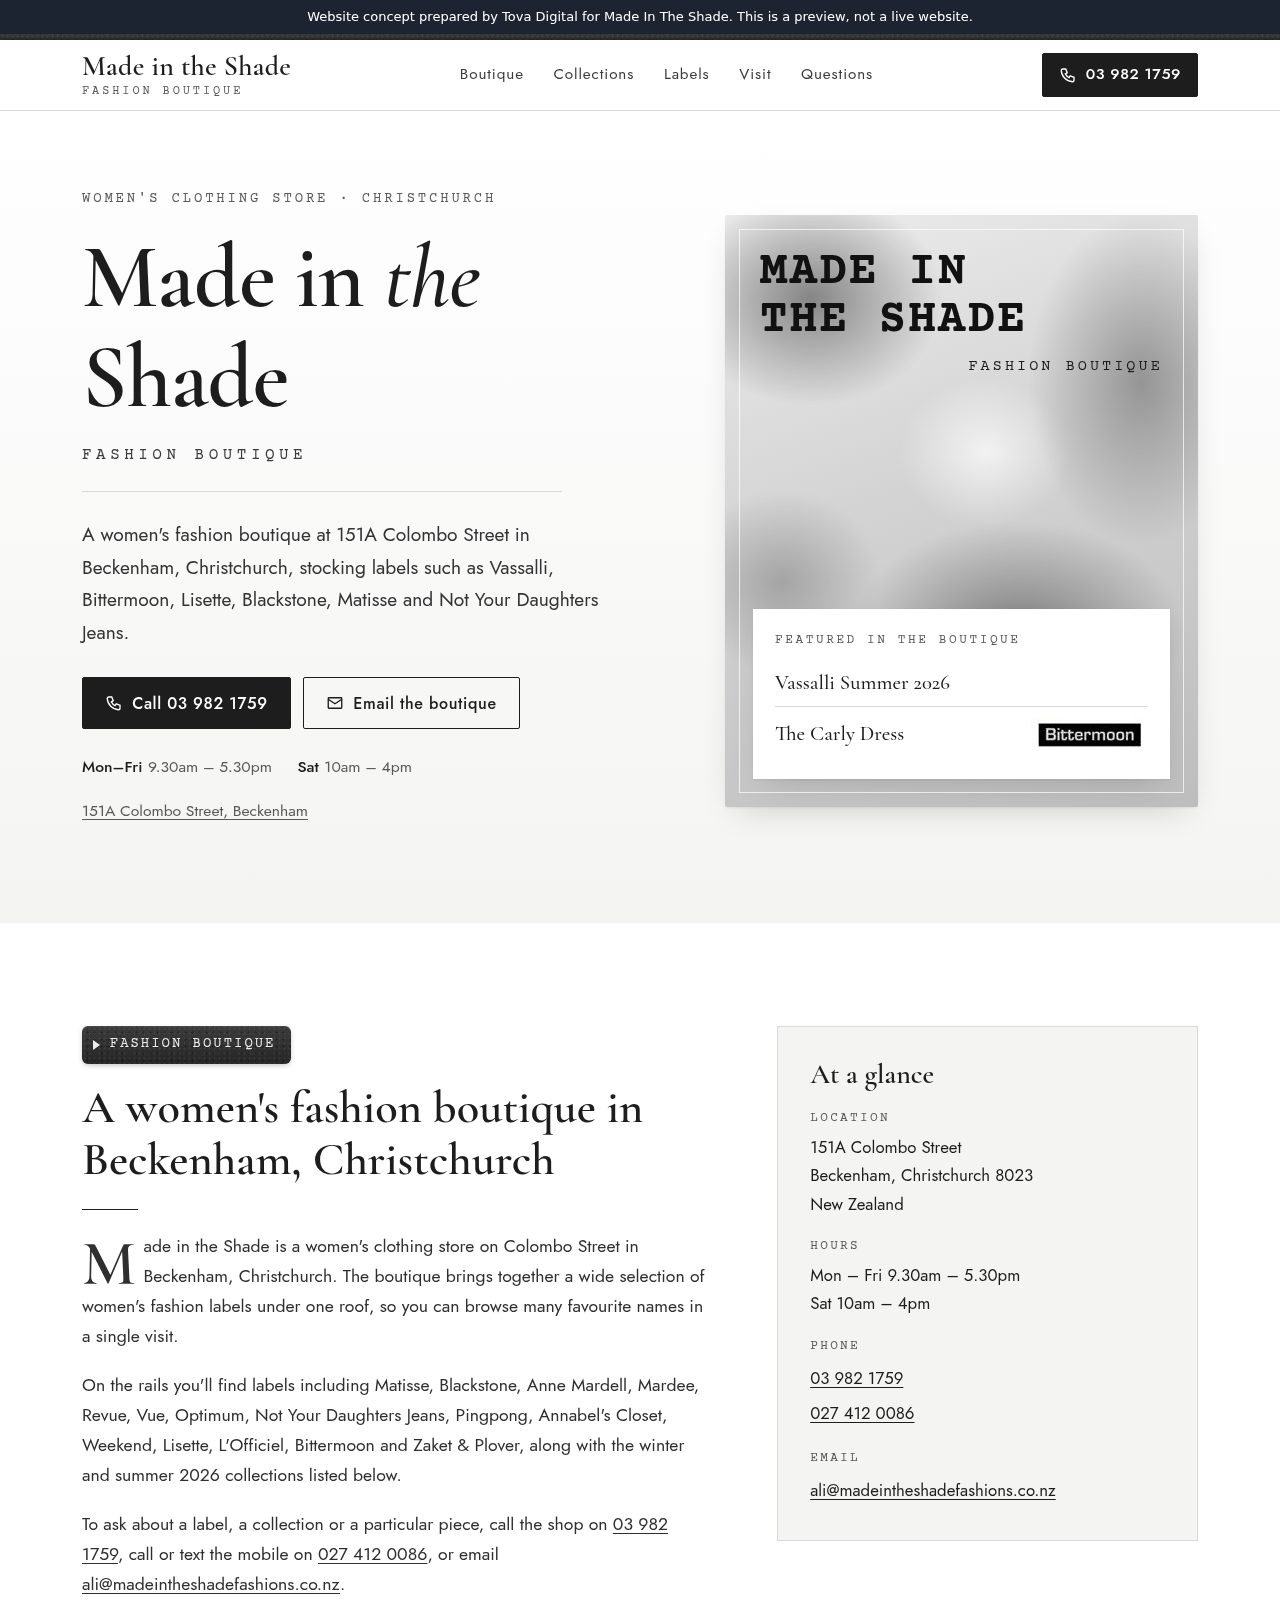 Website concept prepared by Tova Digital for Made In The Shade. This is a preview, not a live website.
Made in the Shade
FASHION BOUTIQUE
Boutique
Collections
Labels
Visit
Questions
03 982 1759
WOMEN'S CLOTHING STORE · CHRISTCHURCH
Made in the
Shade
FASHION BOUTIQUE
A women's fashion boutique at 151A Colombo Street in
Beckenham, Christchurch, stocking labels such as Vassalli,
Bittermoon, Lisette, Blackstone, Matisse and Not Your Daughters
Jeans.
Call 03 982 1759
Email the boutique
Mon–Fri 9.30am – 5.30pm
Sat 10am – 4pm
151A Colombo Street, Beckenham
MADE IN
THE SHADE
FASHION BOUTIQUE
FEATURED IN THE BOUTIQUE
Vassalli Summer 2026
The Carly Dress
Bittermoon
FASHION BOUTIQUE
A women's fashion boutique in
Beckenham, Christchurch
Made in the Shade is a women's clothing store on Colombo Street in
Beckenham, Christchurch. The boutique brings together a wide selection of
women's fashion labels under one roof, so you can browse many favourite names in
a single visit.
On the rails you'll find labels including Matisse, Blackstone, Anne Mardell, Mardee,
Revue, Vue, Optimum, Not Your Daughters Jeans, Pingpong, Annabel's Closet,
Weekend, Lisette, L'Officiel, Bittermoon and Zaket & Plover, along with the winter
and summer 2026 collections listed below.
To ask about a label, a collection or a particular piece, call the shop on 03 982
1759, call or text the mobile on 027 412 0086, or email
ali@madeintheshadefashions.co.nz.
At a glance
LOCATION
151A Colombo Street
Beckenham, Christchurch 8023
New Zealand
HOURS
Mon – Fri 9.30am – 5.30pm
Sat 10am – 4pm
PHONE
03 982 1759
027 412 0086
EMAIL
ali@madeintheshadefashions.co.nz